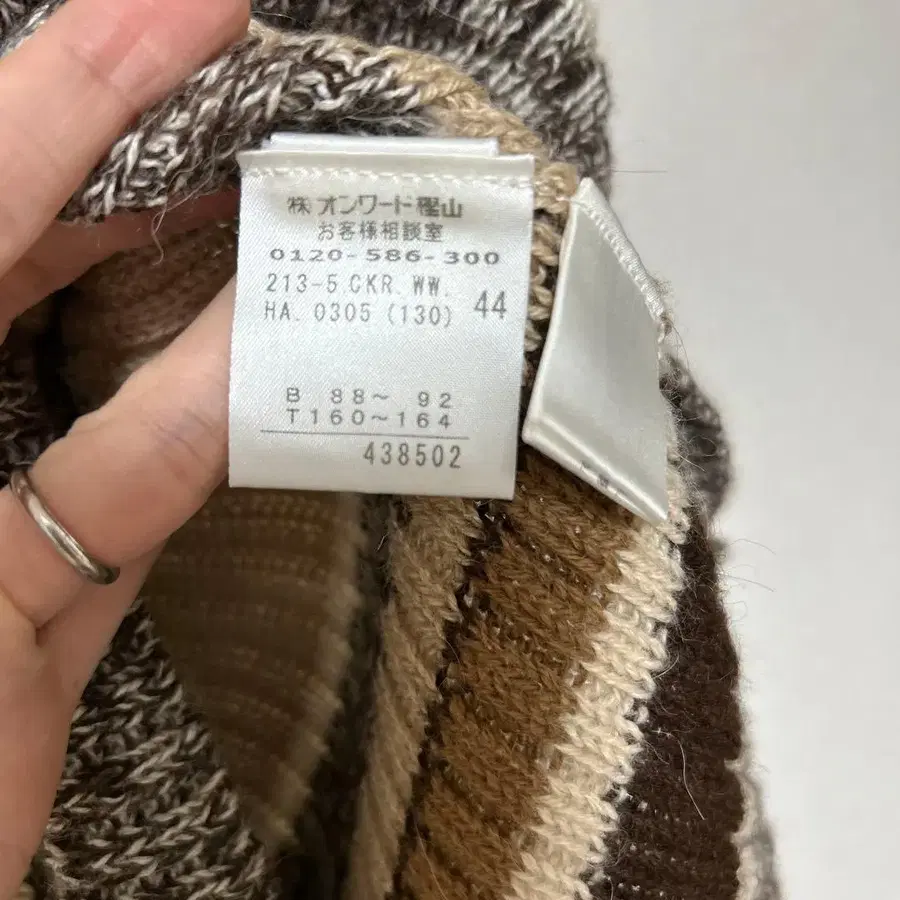 ㈱オンワード樫山
お客様相談室
0120-586-300
213-5.CKR.WW.
HA. 0305 (130) 44
B 88～ 92
T160～164
438502